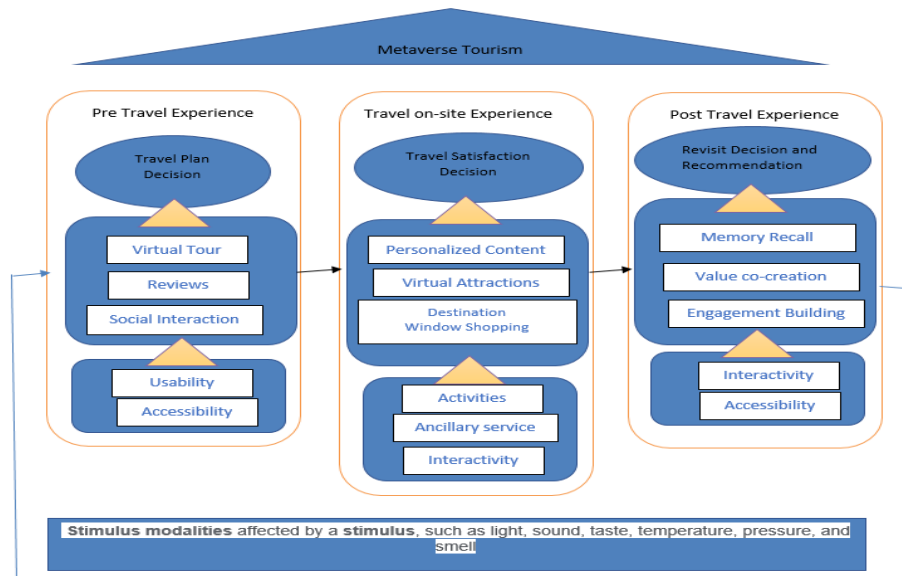 Metaverse Tourism
Pre Travel Experience
Travel Plan
Decision
Virtual Tour
Reviews
Social Interaction
Usability
Accessibility
Travel on-site Experience
Travel Satisfaction
Decision
Personalized Content
Virtual Attractions
Destination
Window Shopping
Activities
Ancillary service
Interactivity
Post Travel Experience
Revisit Decision and
Recommendation
Memory Recall
Value co-creation
Engagement Building
Interactivity
Accessibility
Stimulus modalities affected by a stimulus, such as light, sound, taste, temperature, pressure, and
smell